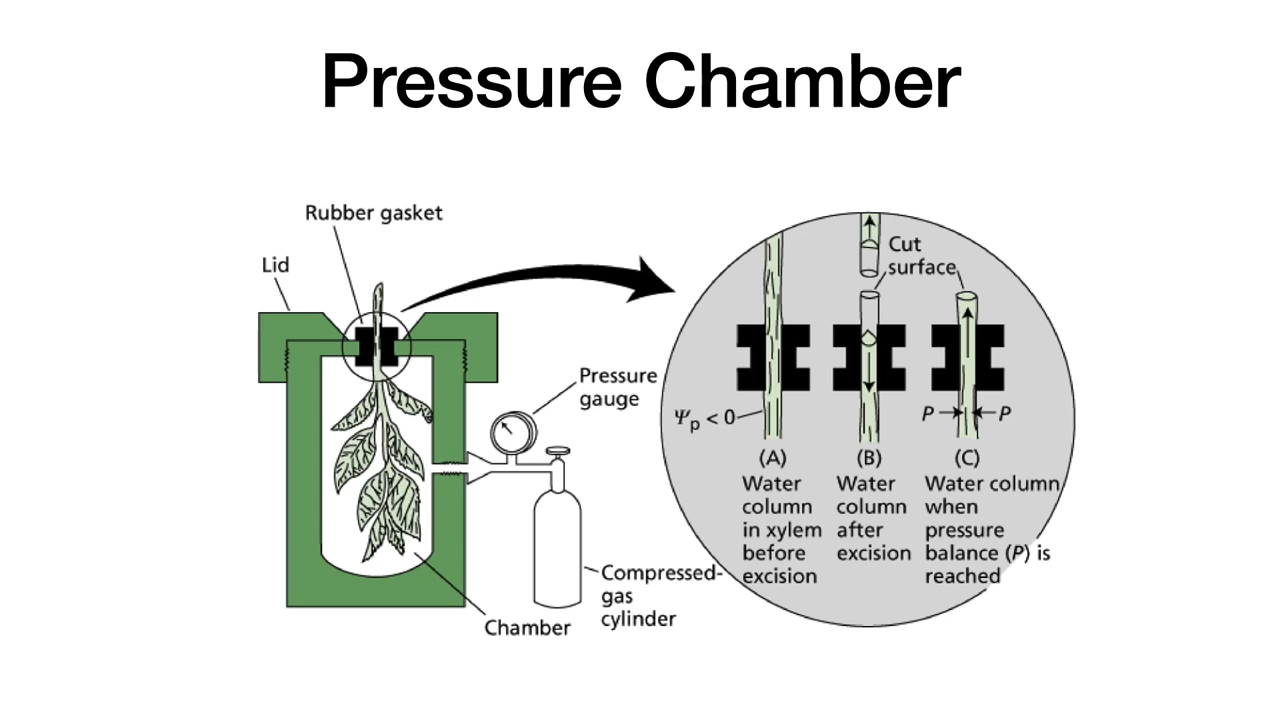 Pressure Chamber
Rubber gasket
Lid
Pressure
gauge
Compressed-
gas
cylinder
Chamber
Cut
surface
Ψp < 0
P P
(A)
Water
column
in xylem
before
excision
(B)
Water
column
after
excision
(C)
Water column
when
pressure
balance (P) is
reached